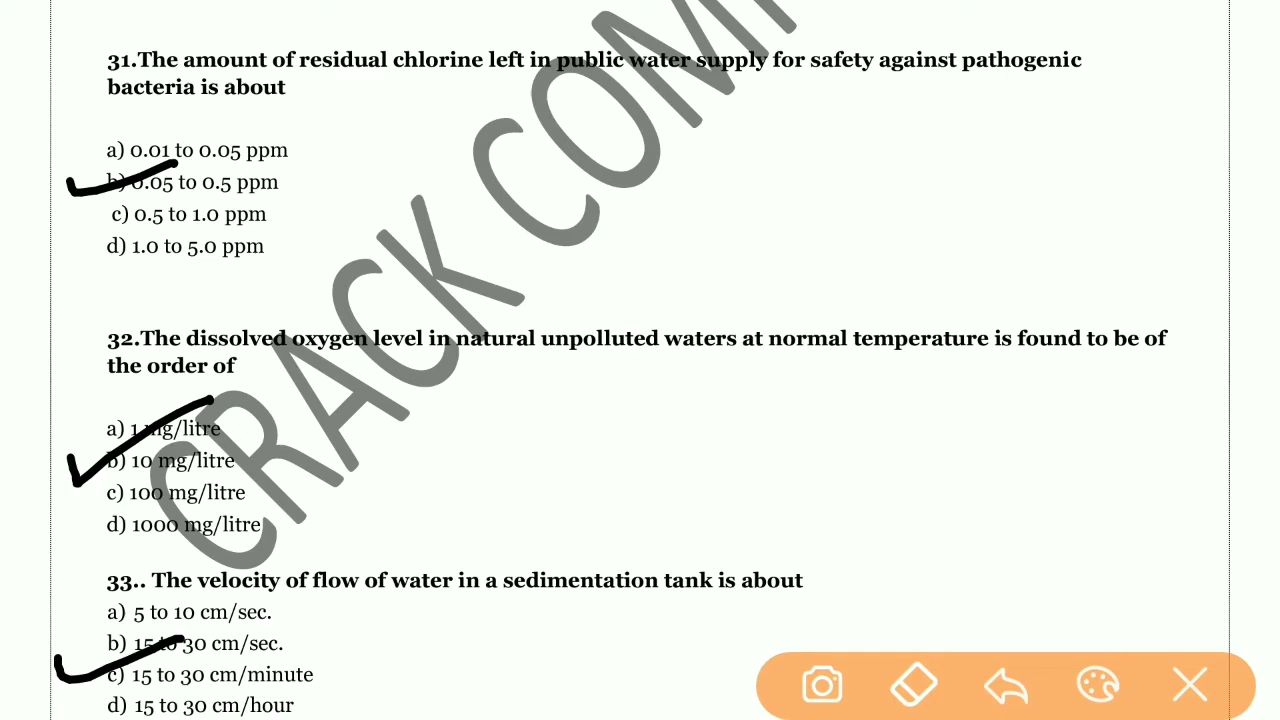 31.The amount of residual chlorine left in public water supply for safety against pathogenic
bacteria is about
a) 0.01 to 0.05 ppm
b) 0.05 to 0.5 ppm
c) 0.5 to 1.0 ppm
d) 1.0 to 5.0 ppm
32.The dissolved oxygen level in natural unpolluted waters at normal temperature is found to be of
the order of
a) 1 mg/litre
b) 10 mg/litre
c) 100 mg/litre
d) 1000 mg/litre
33.. The velocity of flow of water in a sedimentation tank is about
a) 5 to 10 cm/sec.
b) 15 to 30 cm/sec.
c) 15 to 30 cm/minute
d) 15 to 30 cm/hour
CRACK COM